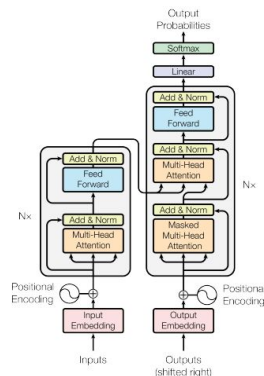 Output
Probabilities
Softmax
Linear
Add & Norm
Feed
Forward
Add & Norm
Multi-Head
Attention
Add & Norm
Masked
Multi-Head
Attention
N×
Positional
Encoding
Output
Embedding
Outputs
(shifted right)
Add & Norm
Feed
Forward
Add & Norm
Multi-Head
Attention
N×
Positional
Encoding
Input
Embedding
Inputs